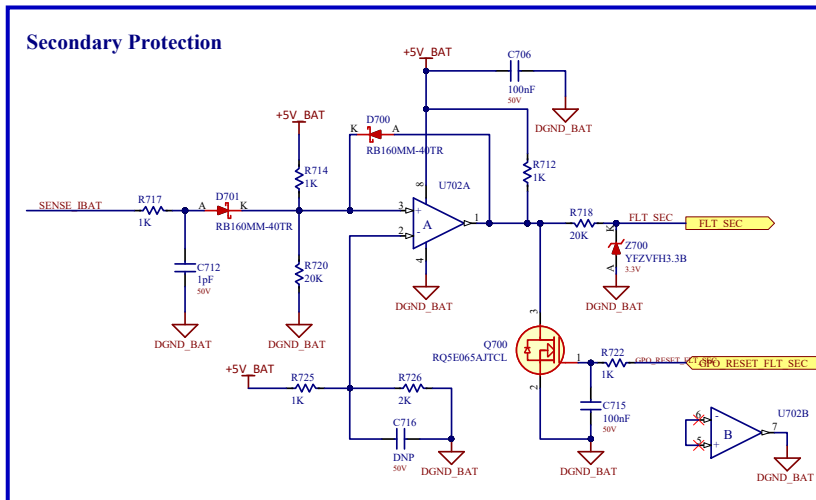 Secondary Protection
+5V_BAT
C706
100nF
50V
DGND_BAT
+5V_BAT
D700
K A
RB160MM-40TR
R714
1K
R712
1K
U702A
8
SENSE_IBAT
R717
1K
D701
A K
RB160MM-40TR
3
+
A
1
2
-
4
R718
20K
FLT_SEC
FLT_SEC
K
Z700
YFZVFH3.3B
3.3V
A
C712
1pF
50V
R720
20K
DGND_BAT
DGND_BAT
DGND_BAT
DGND_BAT
3
Q700
RQ5E065AJTCL
1
2
R722
1K
GPO_RESET_FLT_SEC
GPO_RESET_FLT_SEC
+5V_BAT
R725
1K
R726
2K
C716
DNP
50V
DGND_BAT
C715
100nF
50V
DGND_BAT
U702B
6
-
B
7
5
+
DGND_BAT